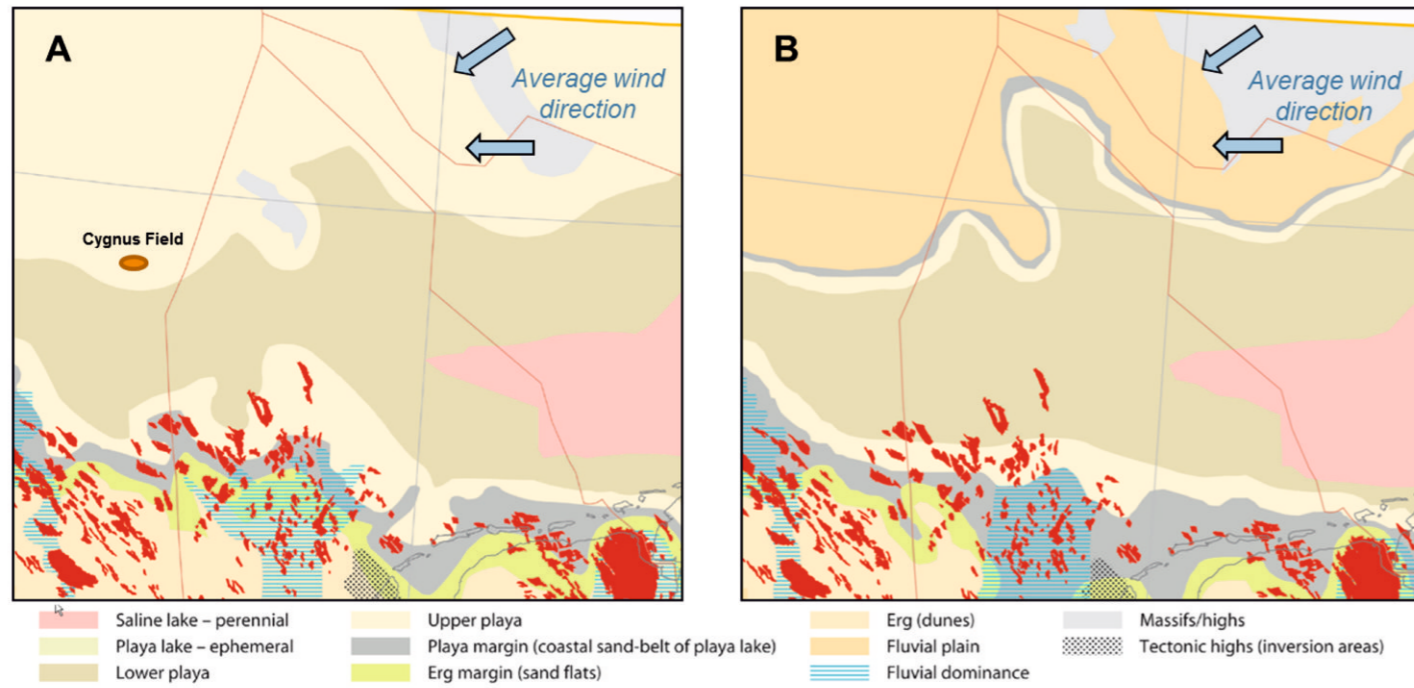 A
Average wind
direction
Cygnus Field
B
Average wind
direction
Saline lake – perennial
Playa lake – ephemeral
Lower playa
Upper playa
Playa margin (coastal sand-belt of playa lake)
Erg margin (sand flats)
Erg (dunes)
Fluvial plain
Fluvial dominance
Massifs/highs
Tectonic highs (inversion areas)